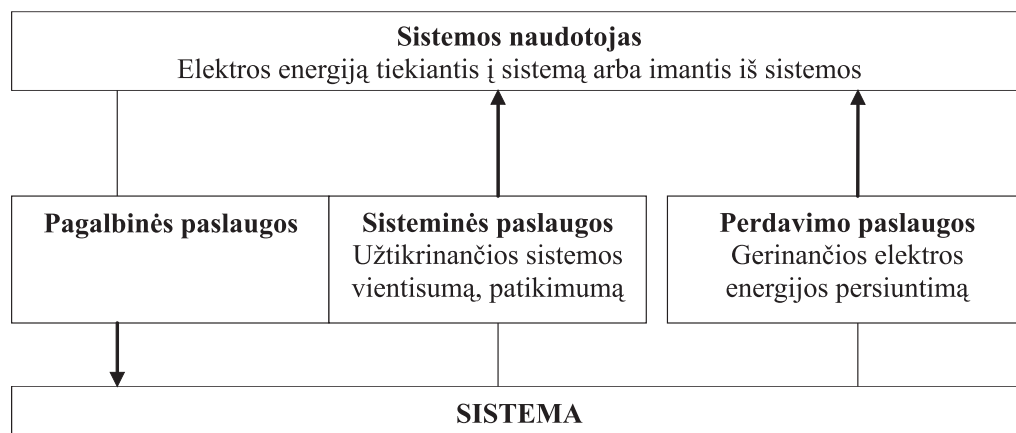 Sistemos naudotojas
Elektros energiją tiekiantis į sistemą arba imantis iš sistemos
Pagalbinės paslaugos
Sisteminės paslaugos
Užtikrinančios sistemos
vientisumą, patikimumą
Perdavimo paslaugos
Gerinančios elektros
energijos persiuntimą
SISTEMA